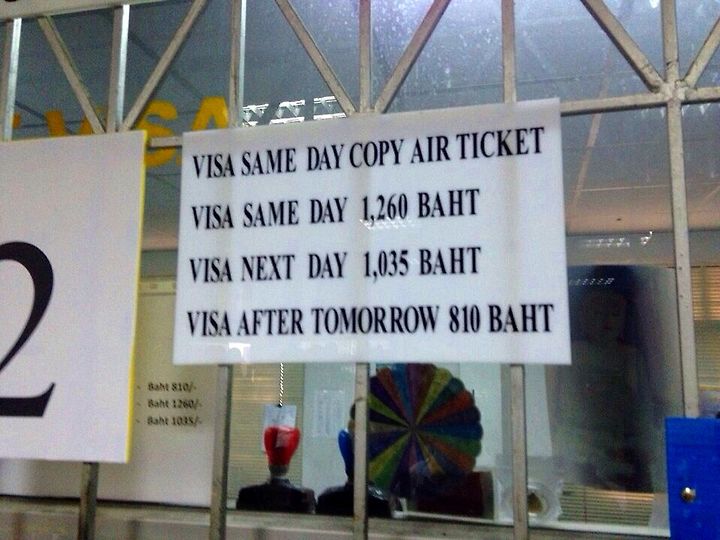 VISA
VISA SAME DAY COPY AIR TICKET
VISA SAME DAY 1,260 BAHT
VISA NEXT DAY 1,035 BAHT
VISA AFTER TOMORROW 810 BAHT
2
- Baht 810/-
- Baht 1260/-
- Baht 1035/-